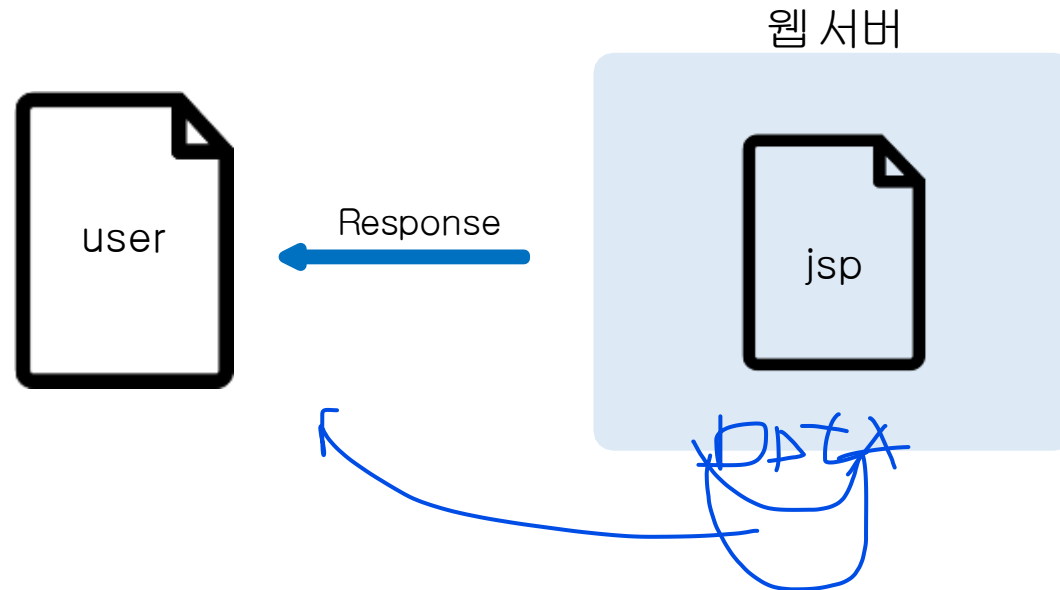 웹 서버
user
Response
jsp
DATA